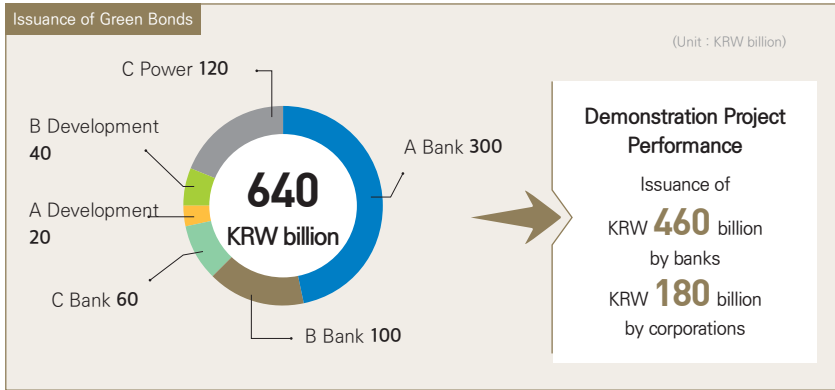 Issuance of Green Bonds
(Unit : KRW billion)
C Power 120
B Development
40
A Development
20
C Bank 60
B Bank 100
A Bank 300
640
KRW billion
Demonstration Project
Performance
Issuance of
KRW 460 billion
by banks
KRW 180 billion
by corporations